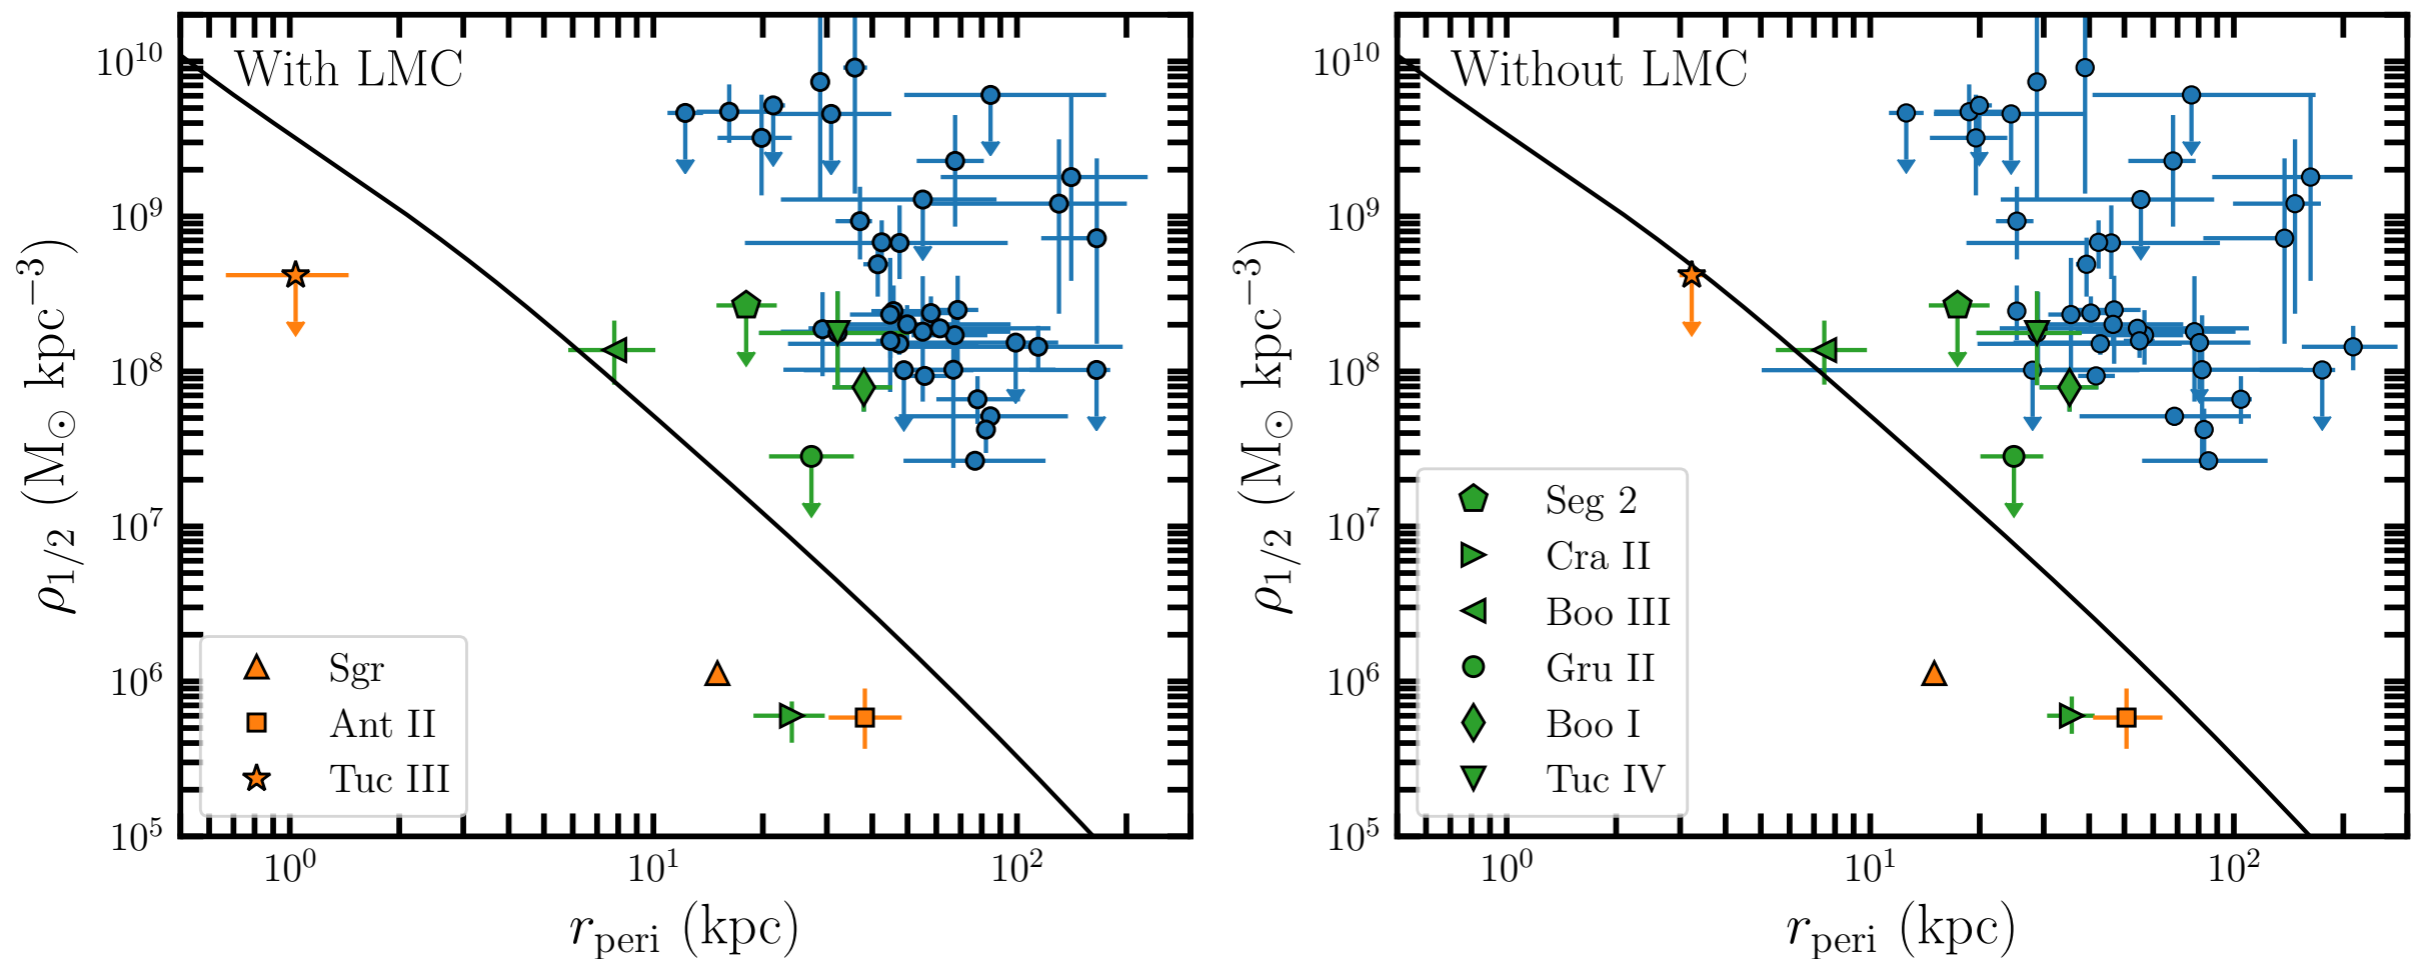 With LMC
10^10
10^9
10^8
10^7
10^6
10^5
ρ_1/2 (M_⊙ kpc^−3)
Sgr
Ant II
Tuc III
10^0 10^1 10^2
r_peri (kpc)
Without LMC
10^10
10^9
10^8
10^7
10^6
10^5
ρ_1/2 (M_⊙ kpc^−3)
Seg 2
Cra II
Boo III
Gru II
Boo I
Tuc IV
10^0 10^1 10^2
r_peri (kpc)